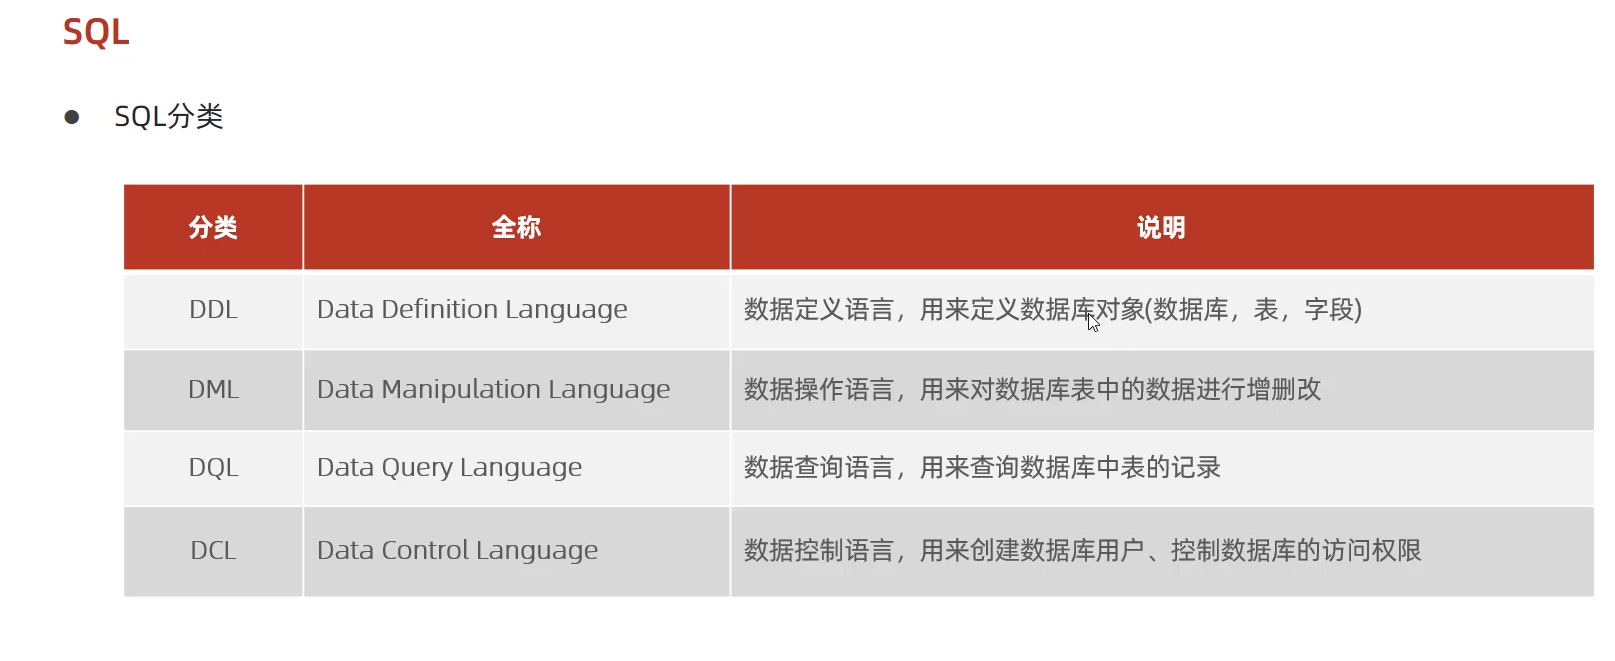 SQL
● SQL分类
分类 全称 说明
DDL Data Definition Language 数据定义语言，用来定义数据库对象(数据库，表，字段)
DML Data Manipulation Language 数据操作语言，用来对数据库表中的数据进行增删改
DQL Data Query Language 数据查询语言，用来查询数据库中表的记录
DCL Data Control Language 数据控制语言，用来创建数据库用户、控制数据库的访问权限